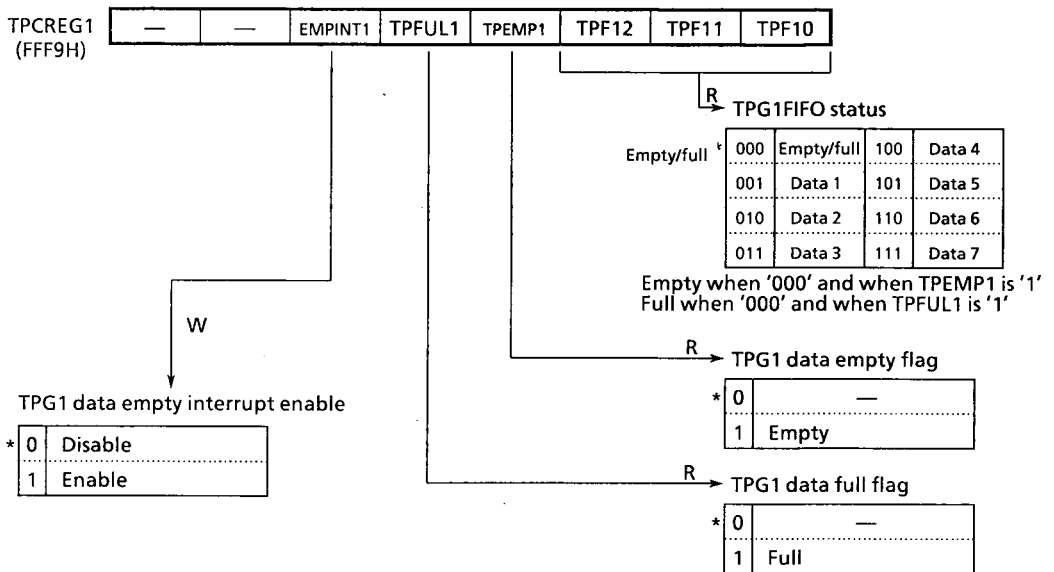 TPCREG1 — — EMPINT1 TPFUL1 TPEMP1 TPF12 TPF11 TPF10
(FFF9H)
R
TPG1FIFO status
Empty/full * 000 Empty/full 100 Data 4
001 Data 1 101 Data 5
010 Data 2 110 Data 6
011 Data 3 111 Data 7
Empty when '000' and when TPEMP1 is '1'
Full when '000' and when TPFUL1 is '1'
W
R
TPG1 data empty flag
* 0 —
1 Empty
TPG1 data empty interrupt enable
* 0 Disable
1 Enable
R
TPG1 data full flag
* 0 —
1 Full